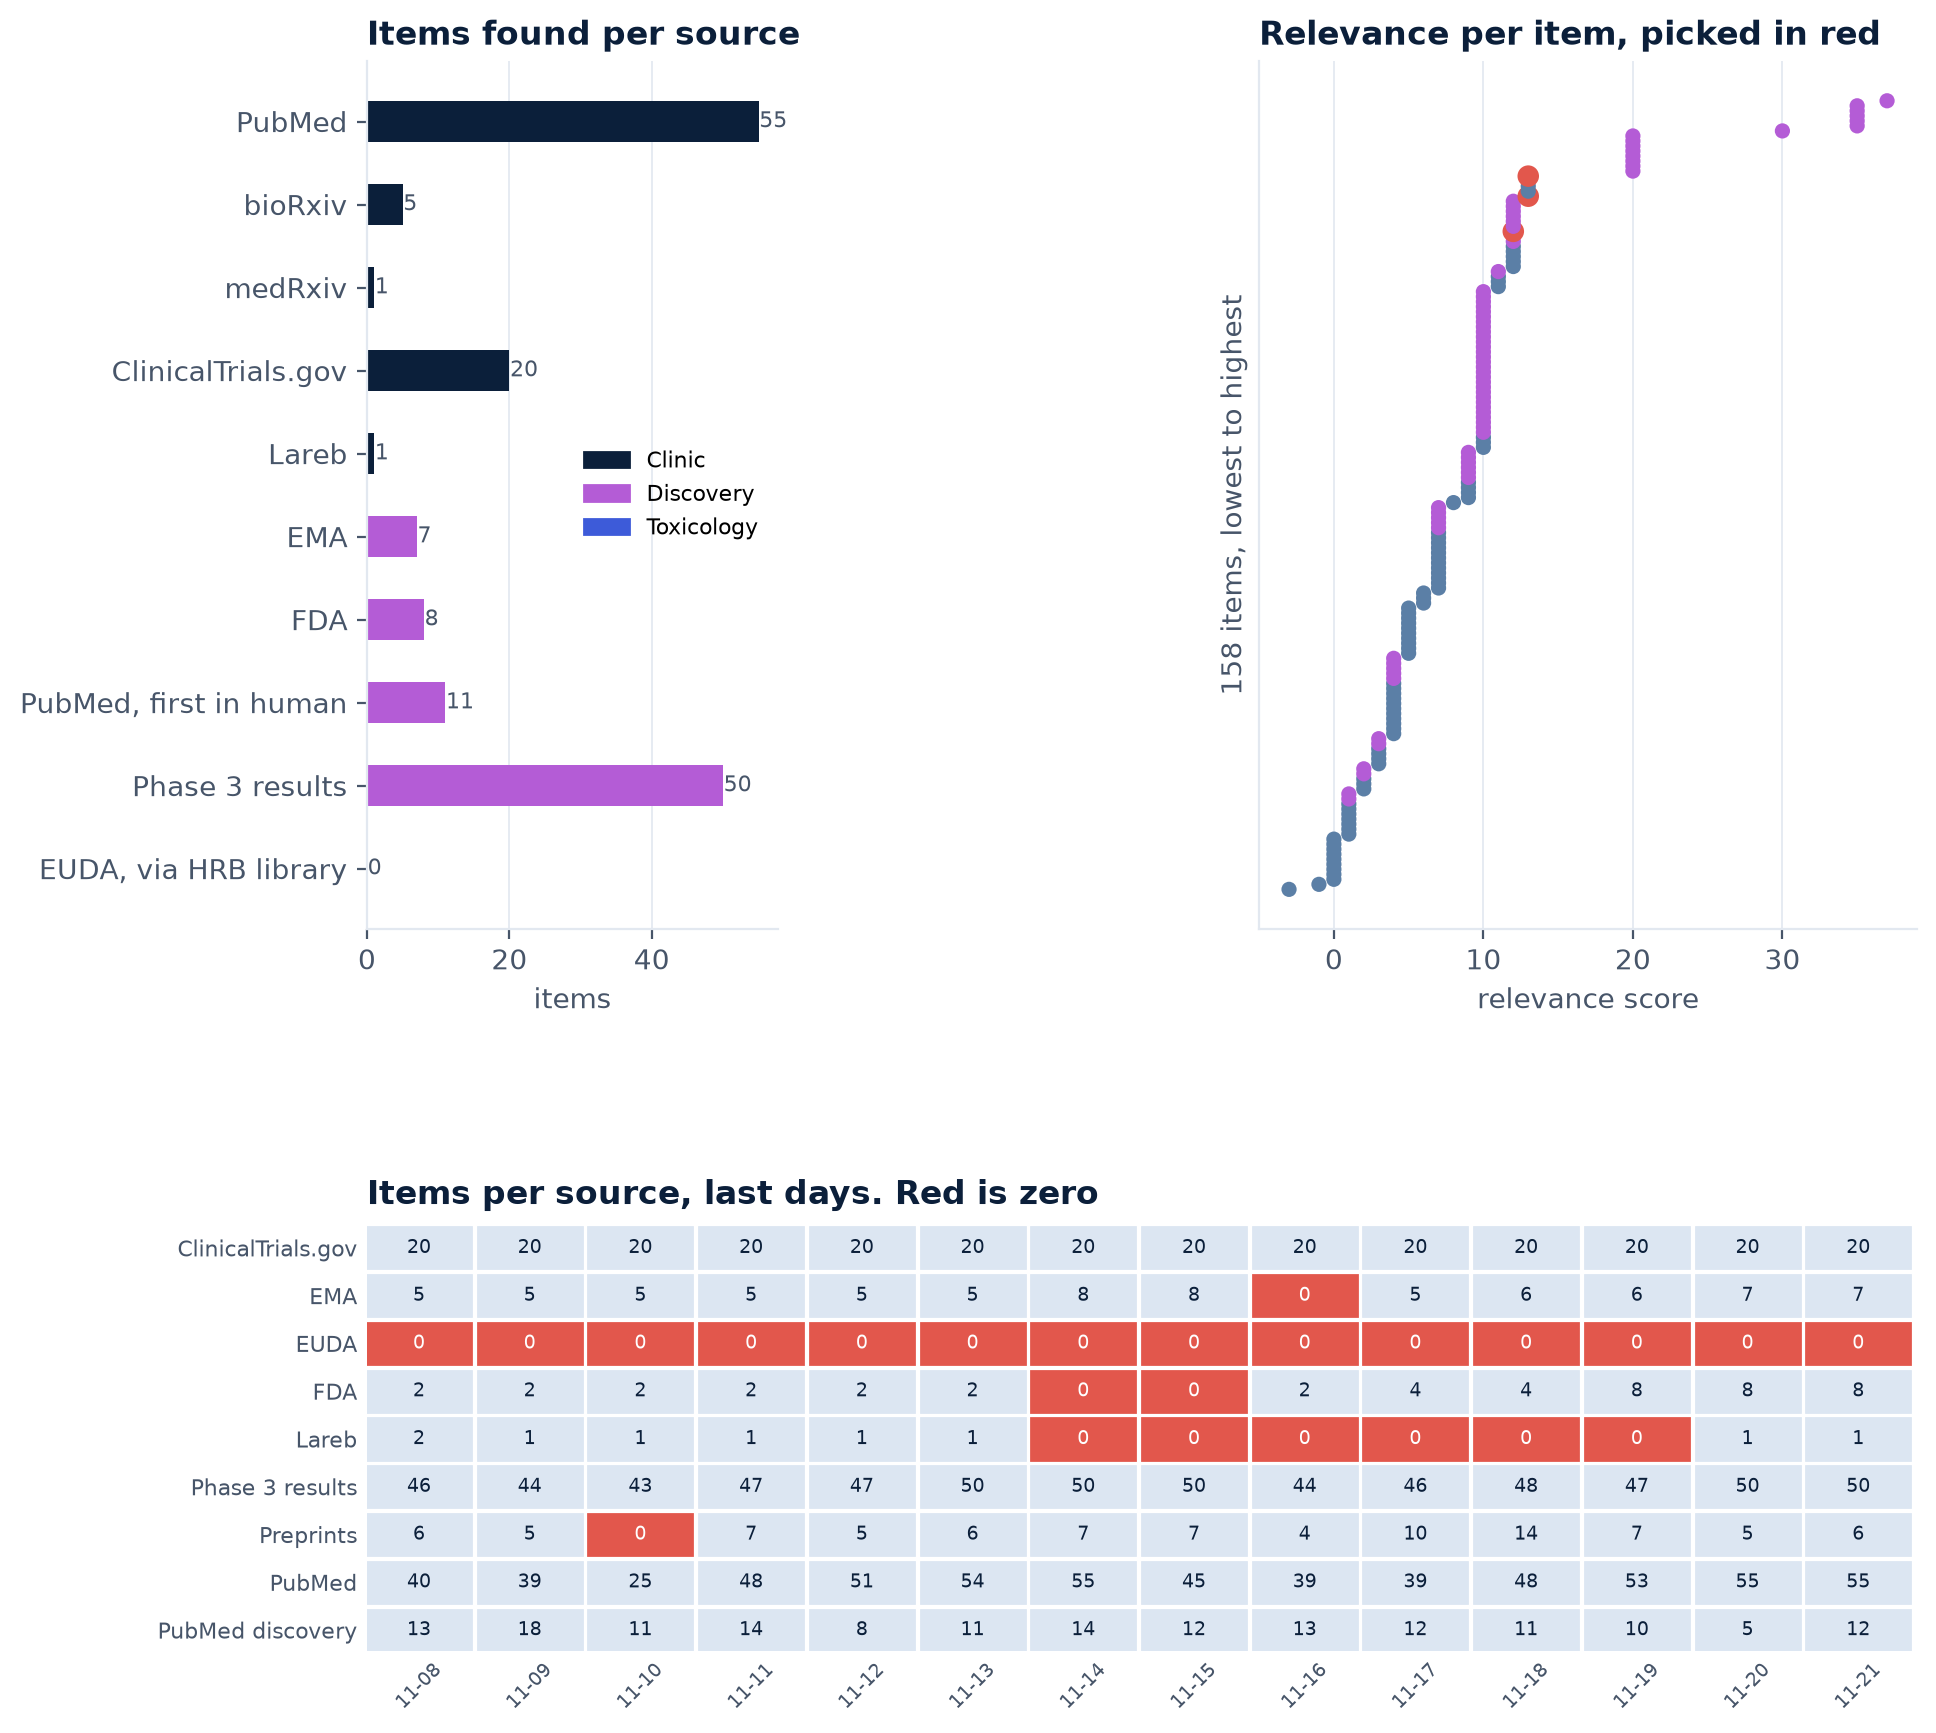 Items found per source
PubMed
55
bioRxiv
5
medRxiv
1
ClinicalTrials.gov
20
Lareb
1
EMA
7
FDA
8
PubMed, first in human
11
Phase 3 results
50
EUDA, via HRB library
0
Clinic
Discovery
Toxicology
0 20 40
items
Relevance per item, picked in red
158 items, lowest to highest
0 10 20 30
relevance score
Items per source, last days. Red is zero
ClinicalTrials.gov 20 20 20 20 20 20 20 20 20 20 20 20 20 20
EMA 5 5 5 5 5 5 8 8 0 5 6 6 7 7
EUDA 0 0 0 0 0 0 0 0 0 0 0 0 0 0
FDA 2 2 2 2 2 2 0 0 2 4 4 8 8 8
Lareb 2 1 1 1 1 1 0 0 0 0 0 0 1 1
Phase 3 results 46 44 43 47 47 50 50 50 44 46 48 47 50 50
Preprints 6 5 0 7 5 6 7 7 4 10 14 7 5 6
PubMed 40 39 25 48 51 54 55 45 39 39 48 53 55 55
PubMed discovery 13 18 11 14 8 11 14 12 13 12 11 10 5 12
11-08 11-09 11-10 11-11 11-12 11-13 11-14 11-15 11-16 11-17 11-18 11-19 11-20 11-21